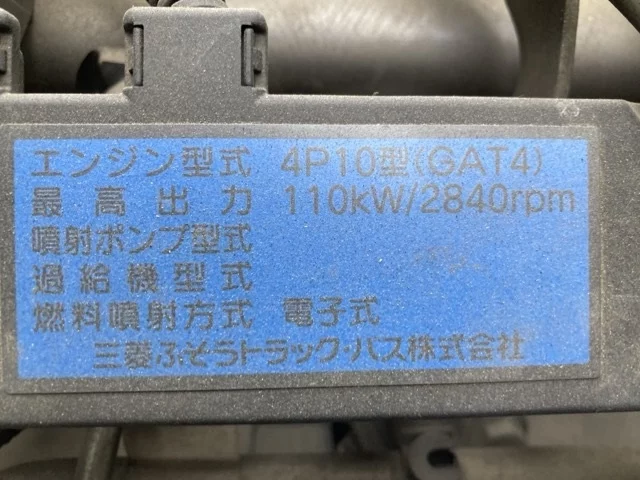 エンジン型式 4P10型(GAT4)
最高出力 110kW/2840rpm
噴射ポンプ型式
過給機型式
燃料噴射方式 電子式
三菱ふそうトラック・バス株式会社